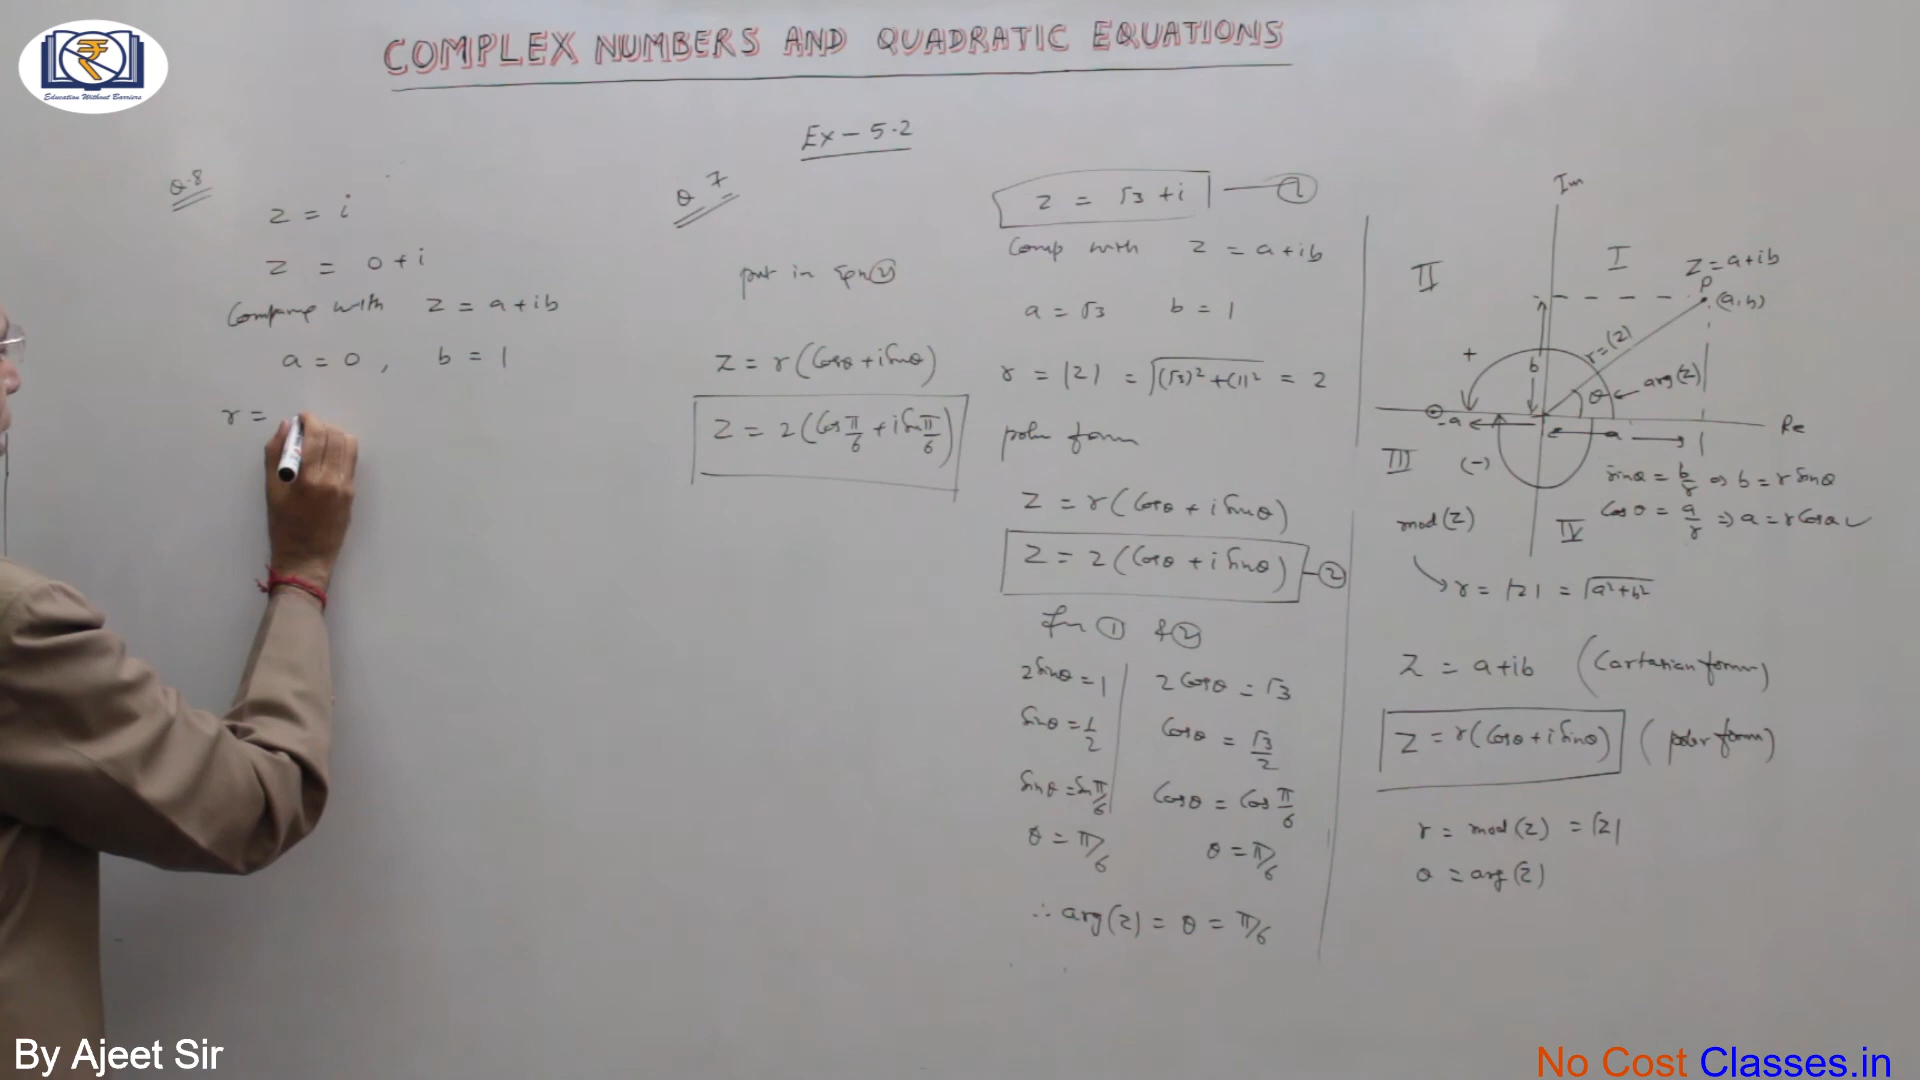 Education Without Barriers
COMPLEX NUMBERS AND QUADRATIC EQUATIONS
Ex - 5.2
Q.8
z = i
z = 0 + i
Compare with z = a + ib
a = 0 , b = 1
r =
Q 7
put in Eqn ②
z = r (Cosθ + i Sinθ)
z = 2 (Cos π/6 + i Sin π/6)
z = √3 + i — ①
Comp with z = a + ib
a = √3 b = 1
r = |z| = √(√3)² + (1)² = 2
polar form
z = r (Cosθ + i Sinθ)
z = 2 (Cosθ + i Sinθ) — ②
fm ① & ②
2 Sinθ = 1
Sinθ = 1/2
Sinθ = Sin π/6
θ = π/6
2 Cosθ = √3
Cosθ = √3/2
Cosθ = Cos π/6
θ = π/6
∴ arg(z) = θ = π/6
Im
II
I
z = a + ib
P
(a, b)
r = (z)
+
b
θ
arg(z)
-a
a
Re
III
(-)
Sinθ = b/r ⇒ b = r Sinθ
mod(z)
IV
Cosθ = a/r ⇒ a = r Cosθ
r = |z| = √a² + b²
z = a + ib (Cartesian form)
z = r (Cosθ + i Sinθ) (polar form)
r = mod(z) = |z|
θ = arg(z)
By Ajeet Sir
No Cost Classes.in